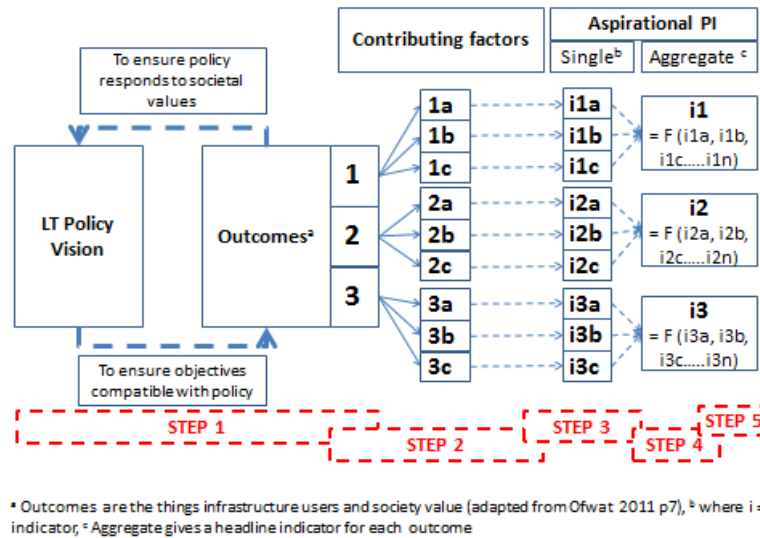 Contributing factors
Aspirational PI
Single ᵇ
Aggregate ᶜ
To ensure policy
responds to societal
values
LT Policy
Vision
Outcomesᵃ
1
2
3
To ensure objectives
compatible with policy
1a
1b
1c
2a
2b
2c
3a
3b
3c
i1a
i1b
i1c
i2a
i2b
i2c
i3a
i3b
i3c
i1
= F (i1a, i1b,
i1c.....i1n)
i2
= F (i2a, i2b,
i2c.....i2n)
i3
= F (i3a, i3b,
i3c.....i3n)
STEP 1
STEP 2
STEP 3
STEP 4
STEP 5
ᵃ Outcomes are the things infrastructure users and society value (adapted from Ofwat 2011 p7), ᵇ where i =
indicator, ᶜ Aggregate gives a headline indicator for each outcome